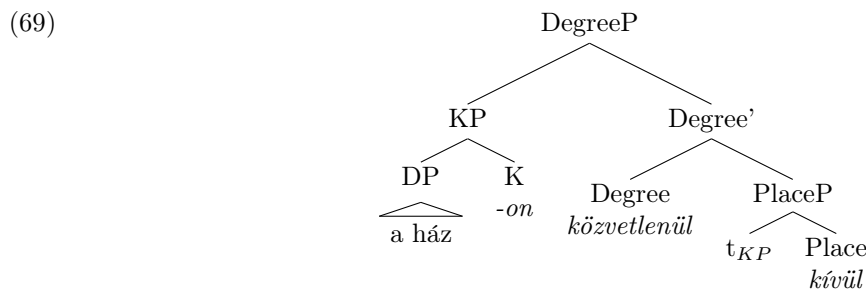 (69) DegreeP
KP Degree’
DP K Degree PlaceP
-on közvetlenül
a ház t_KP Place
kívül